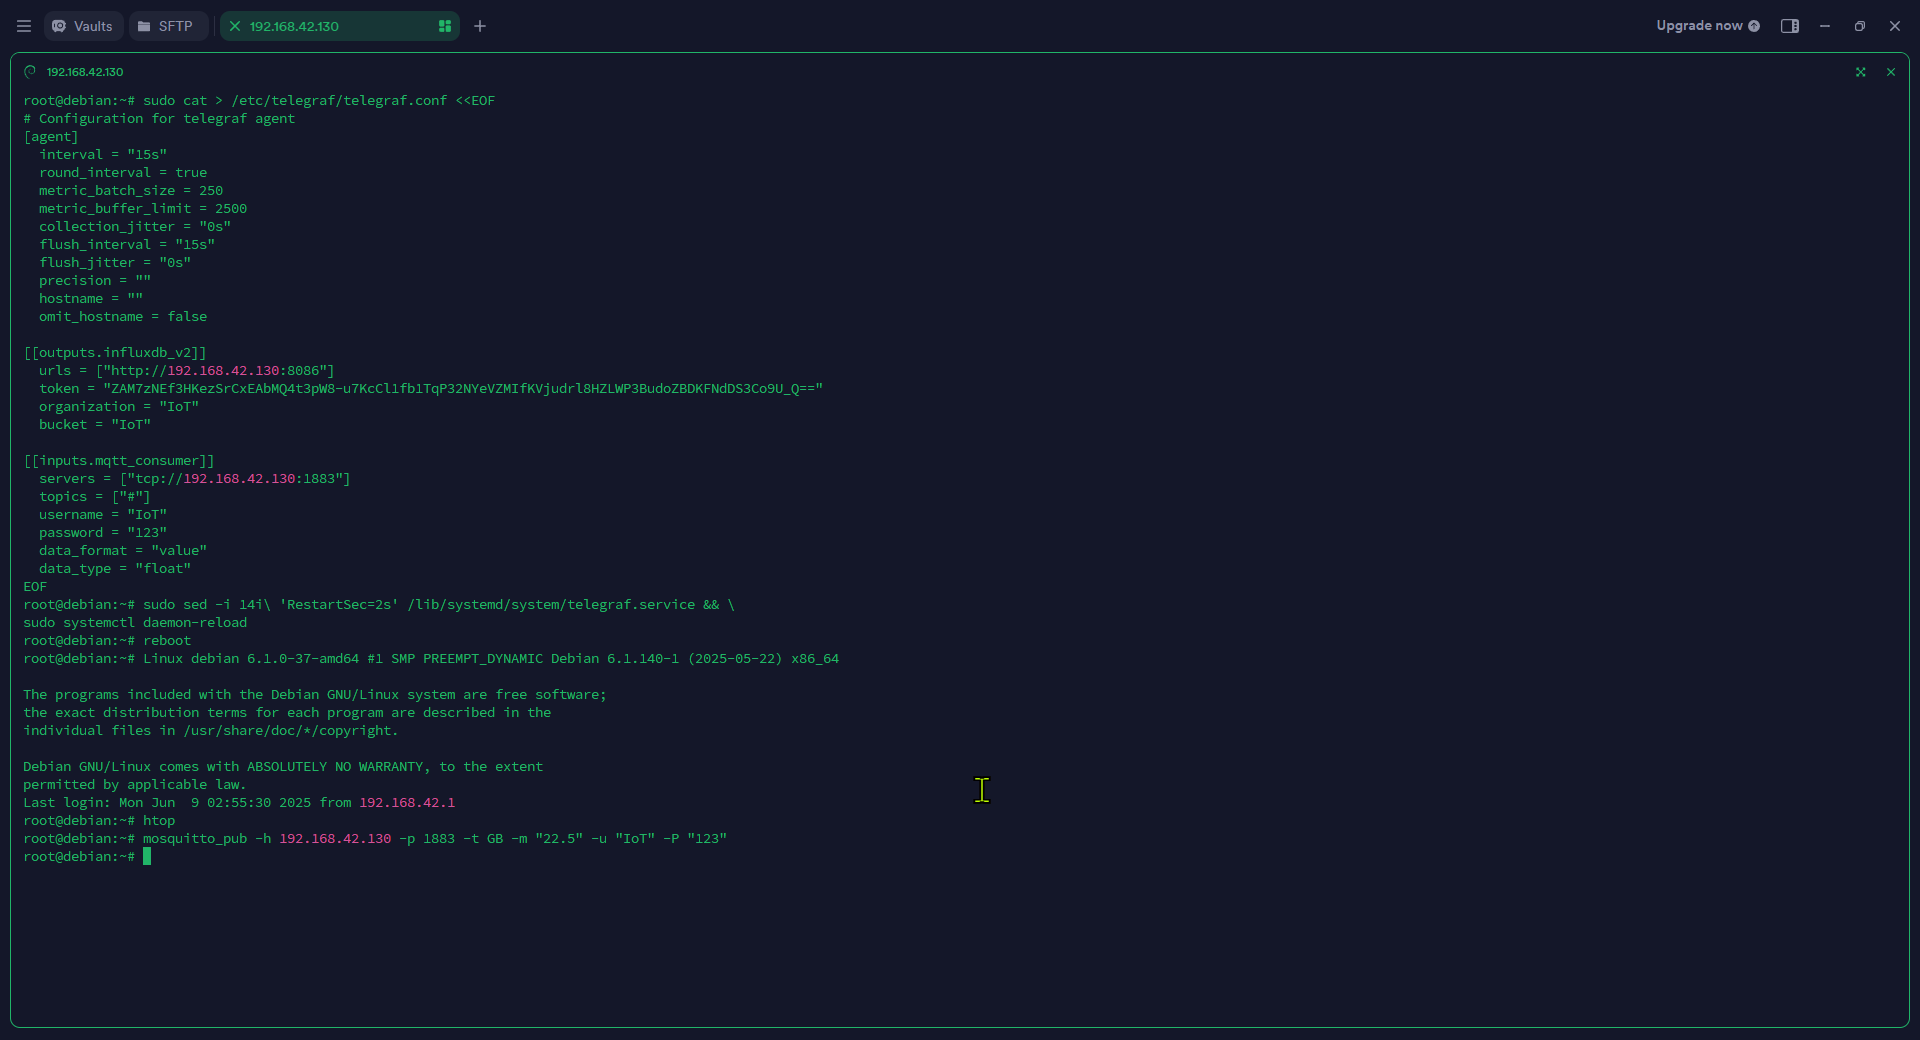 Vaults
SFTP
192.168.42.130
Upgrade now
192.168.42.130
root@debian:~# sudo cat > /etc/telegraf/telegraf.conf <<EOF
# Configuration for telegraf agent
[agent]
  interval = "15s"
  round_interval = true
  metric_batch_size = 250
  metric_buffer_limit = 2500
  collection_jitter = "0s"
  flush_interval = "15s"
  flush_jitter = "0s"
  precision = ""
  hostname = ""
  omit_hostname = false
[[outputs.influxdb_v2]]
  urls = ["http://192.168.42.130:8086"]
  token = "ZAM7zNEf3HKezSrCxEAbMQ4t3pW8-u7KcCl1fb1TqP32NYeVZMIfKVjudrl8HZLWP3BudoZBDKFNdDS3Co9U_Q=="
  organization = "IoT"
  bucket = "IoT"
[[inputs.mqtt_consumer]]
  servers = ["tcp://192.168.42.130:1883"]
  topics = ["#"]
  username = "IoT"
  password = "123"
  data_format = "value"
  data_type = "float"
EOF
root@debian:~# sudo sed -i 14i\ 'RestartSec=2s' /lib/systemd/system/telegraf.service && \
sudo systemctl daemon-reload
root@debian:~# reboot
root@debian:~# Linux debian 6.1.0-37-amd64 #1 SMP PREEMPT_DYNAMIC Debian 6.1.140-1 (2025-05-22) x86_64
The programs included with the Debian GNU/Linux system are free software;
the exact distribution terms for each program are described in the
individual files in /usr/share/doc/*/copyright.
Debian GNU/Linux comes with ABSOLUTELY NO WARRANTY, to the extent
permitted by applicable law.
Last login: Mon Jun  9 02:55:30 2025 from 192.168.42.1
root@debian:~# htop
root@debian:~# mosquitto_pub -h 192.168.42.130 -p 1883 -t GB -m "22.5" -u "IoT" -P "123"
root@debian:~#